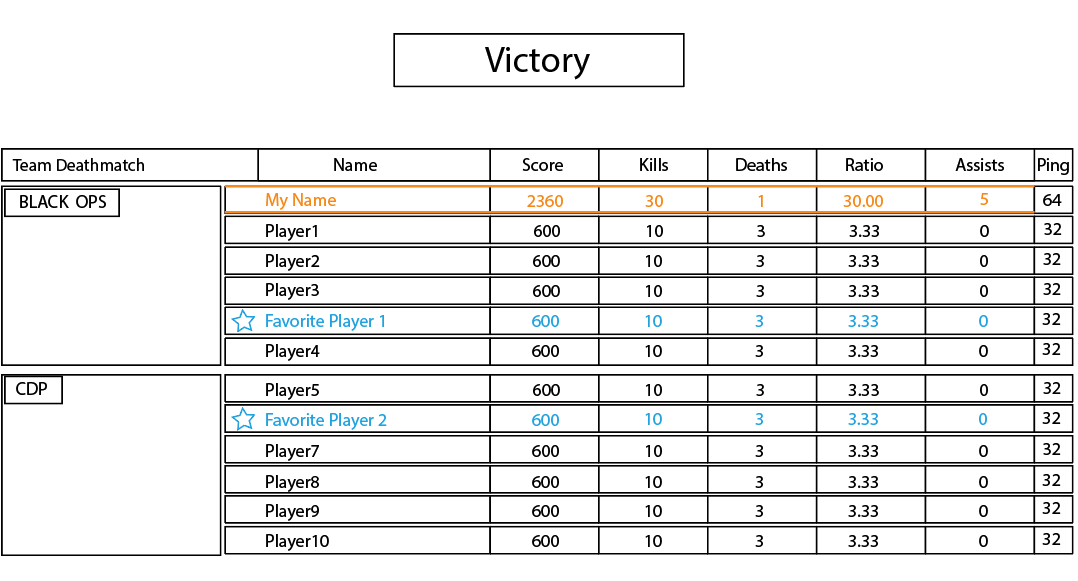 Victory
Team Deathmatch Name Score Kills Deaths Ratio Assists Ping
BLACK OPS My Name 2360 30 1 30.00 5 64
Player1 600 10 3 3.33 0 32
Player2 600 10 3 3.33 0 32
Player3 600 10 3 3.33 0 32
Favorite Player 1 600 10 3 3.33 0 32
Player4 600 10 3 3.33 0 32
CDP Player5 600 10 3 3.33 0 32
Favorite Player 2 600 10 3 3.33 0 32
Player7 600 10 3 3.33 0 32
Player8 600 10 3 3.33 0 32
Player9 600 10 3 3.33 0 32
Player10 600 10 3 3.33 0 32